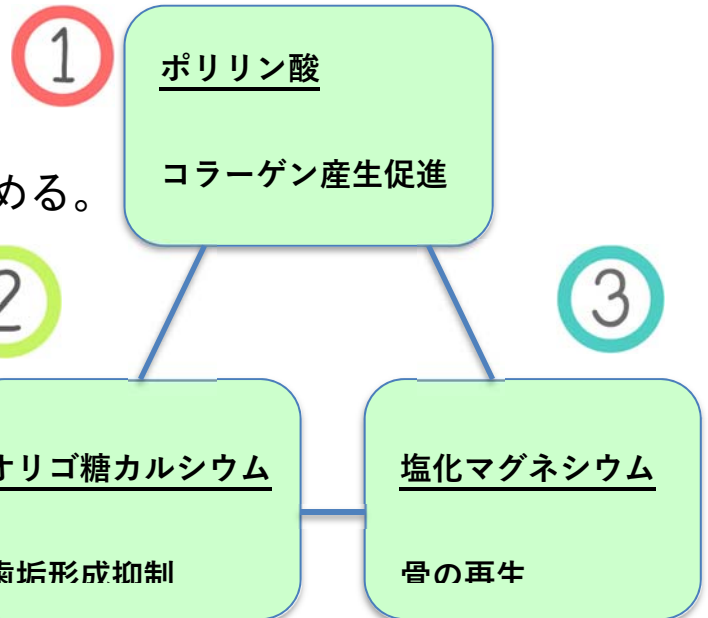 1
ポリリン酸
コラーゲン産生促進
める。
2
3
オリゴ糖カルシウム
塩化マグネシウム
歯垢形成抑制
骨の再生